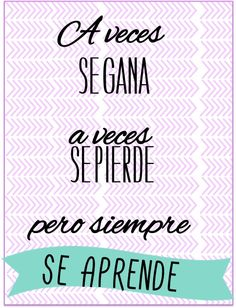 A veces
SE GANA
a veces
SE PIERDE
pero siempre
SE APRENDE